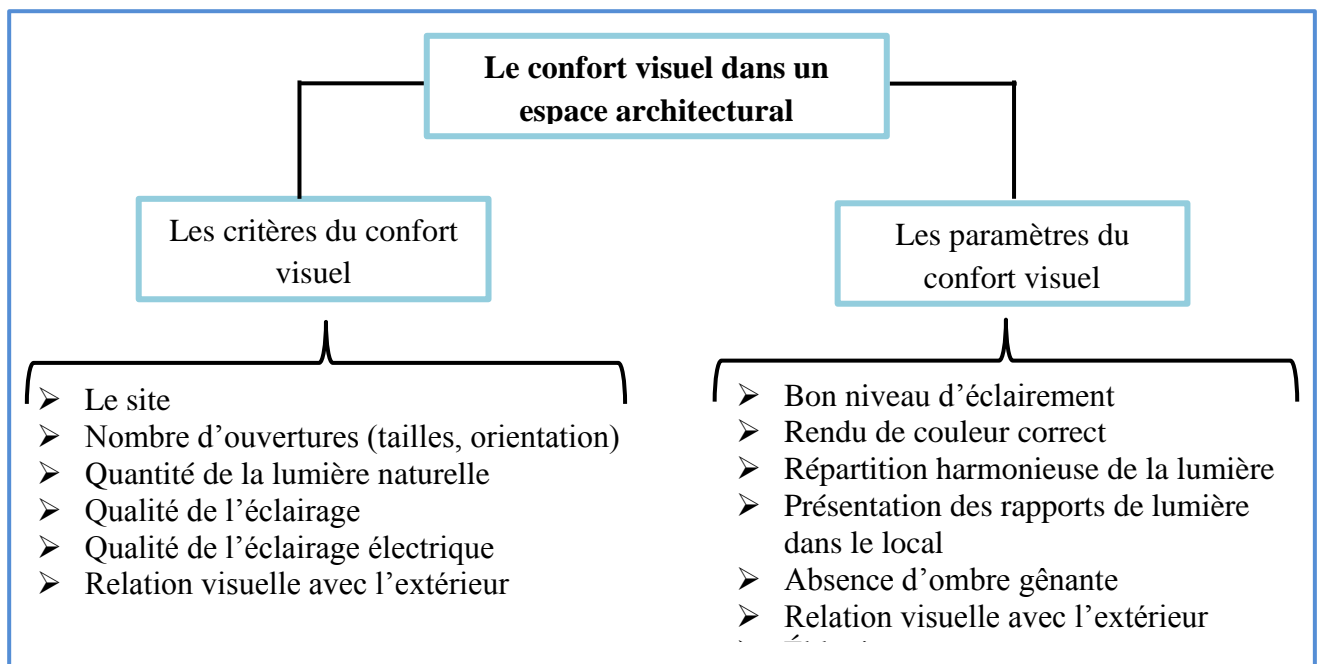 Le confort visuel dans un
espace architectural
Les critères du confort
visuel
Les paramètres du
confort visuel
➢ Le site
➢ Nombre d’ouvertures (tailles, orientation)
➢ Quantité de la lumière naturelle
➢ Qualité de l’éclairage
➢ Qualité de l’éclairage électrique
➢ Relation visuelle avec l’extérieur
➢ Bon niveau d’éclairement
➢ Rendu de couleur correct
➢ Répartition harmonieuse de la lumière
➢ Présentation des rapports de lumière
dans le local
➢ Absence d’ombre gênante
➢ Relation visuelle avec l’extérieur